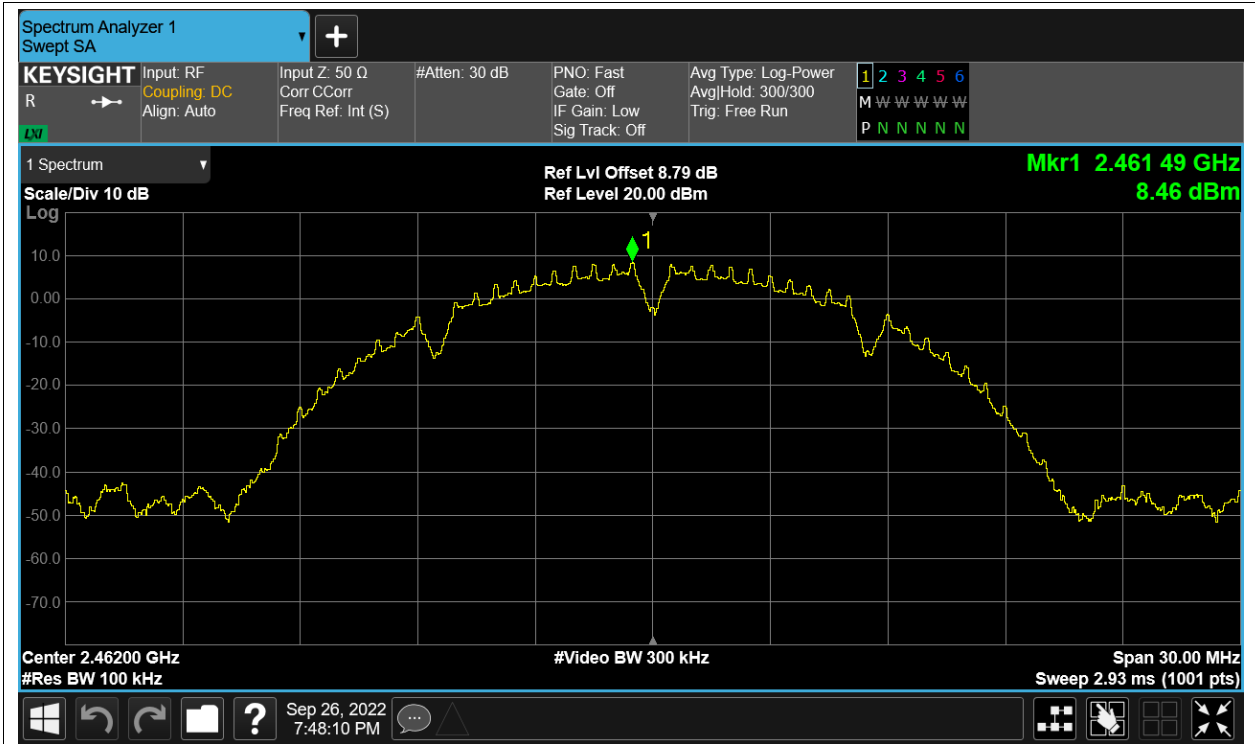 Spectrum Analyzer 1
Swept SA
KEYSIGHT
R
LXI
Input: RF
Coupling: DC
Align: Auto
Input Z: 50 Ω
Corr CCorr
Freq Ref: Int (S)
#Atten: 30 dB
PNO: Fast
Gate: Off
IF Gain: Low
Sig Track: Off
Avg Type: Log-Power
Avg|Hold: 300/300
Trig: Free Run
1 2 3 4 5 6
M W W W W W
P N N N N N
1 Spectrum
Scale/Div 10 dB
Log
Ref Lvl Offset 8.79 dB
Ref Level 20.00 dBm
Mkr1 2.461 49 GHz
8.46 dBm
1
10.0
0.00
-10.0
-20.0
-30.0
-40.0
-50.0
-60.0
-70.0
Center 2.46200 GHz
#Res BW 100 kHz
#Video BW 300 kHz
Span 30.00 MHz
Sweep 2.93 ms (1001 pts)
?
Sep 26, 2022
7:48:10 PM